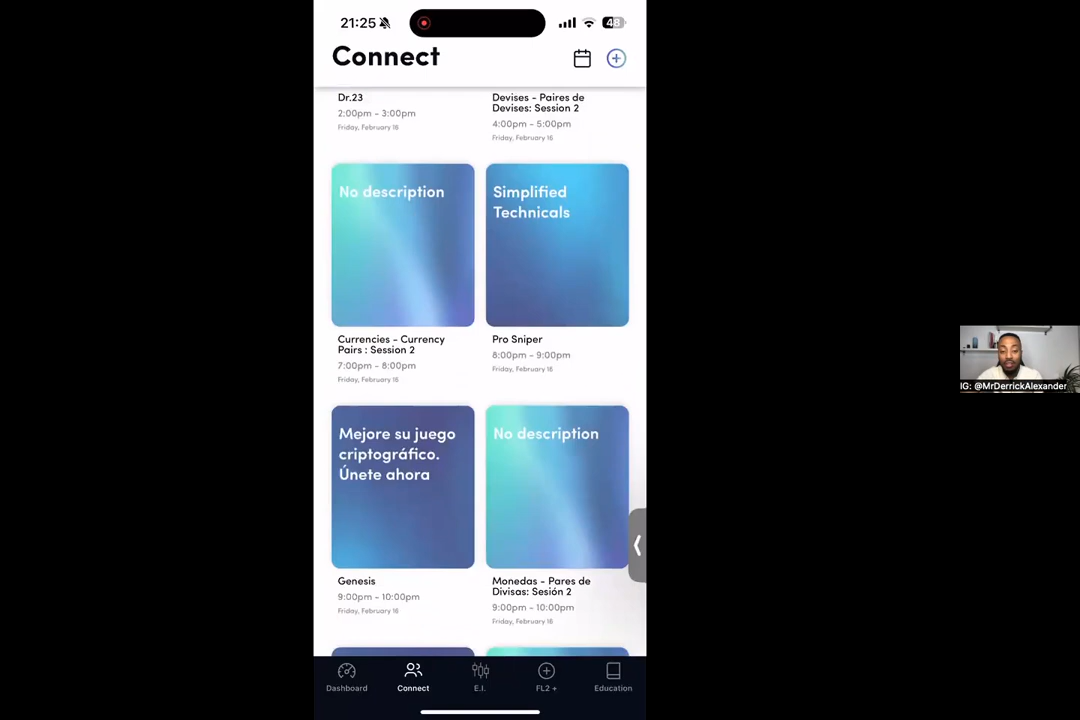 21:25
48
Connect
Dr.23
2:00pm - 3:00pm
Friday, February 16
Devises - Paires de
Devises: Session 2
4:00pm - 5:00pm
Friday, February 16
No description
Currencies - Currency
Pairs : Session 2
7:00pm - 8:00pm
Friday, February 16
Simplified
Technicals
Pro Sniper
8:00pm - 9:00pm
Friday, February 16
Mejore su juego
criptográfico.
Únete ahora
Genesis
9:00pm - 10:00pm
Friday, February 16
No description
Monedas - Pares de
Divisas: Sesión 2
9:00pm - 10:00pm
Friday, February 16
Dashboard
Connect
E.I.
FL2 +
Education
IG: @MrDerrickAlexander